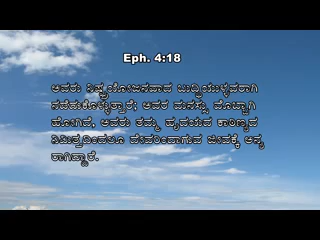 Eph. 4:18
ಅವರು ನಿಷ್ಪ್ರಯೋಜನವಾದ ಬುದ್ಧಿಯುಳ್ಳವರಾಗಿ
ನಡೆದುಕೊಳ್ಳುತ್ತಾರೇ ಅವರ ಮನಸ್ಸು ಮೊಬ್ಬಾಗಿ
ಹೋಗಿದೆ, ಅವರು ತಮ್ಮ ಹೃದಯದ ಕಾಠಿಣ್ಯದ
ನಿಮಿತ್ತದಿಂದಲೂ ದೇವರಿಂದಾಗುವ ಜೀವಕ್ಕೆ ಅನ್ಯ
ರಾಗಿದ್ದಾರೆ.